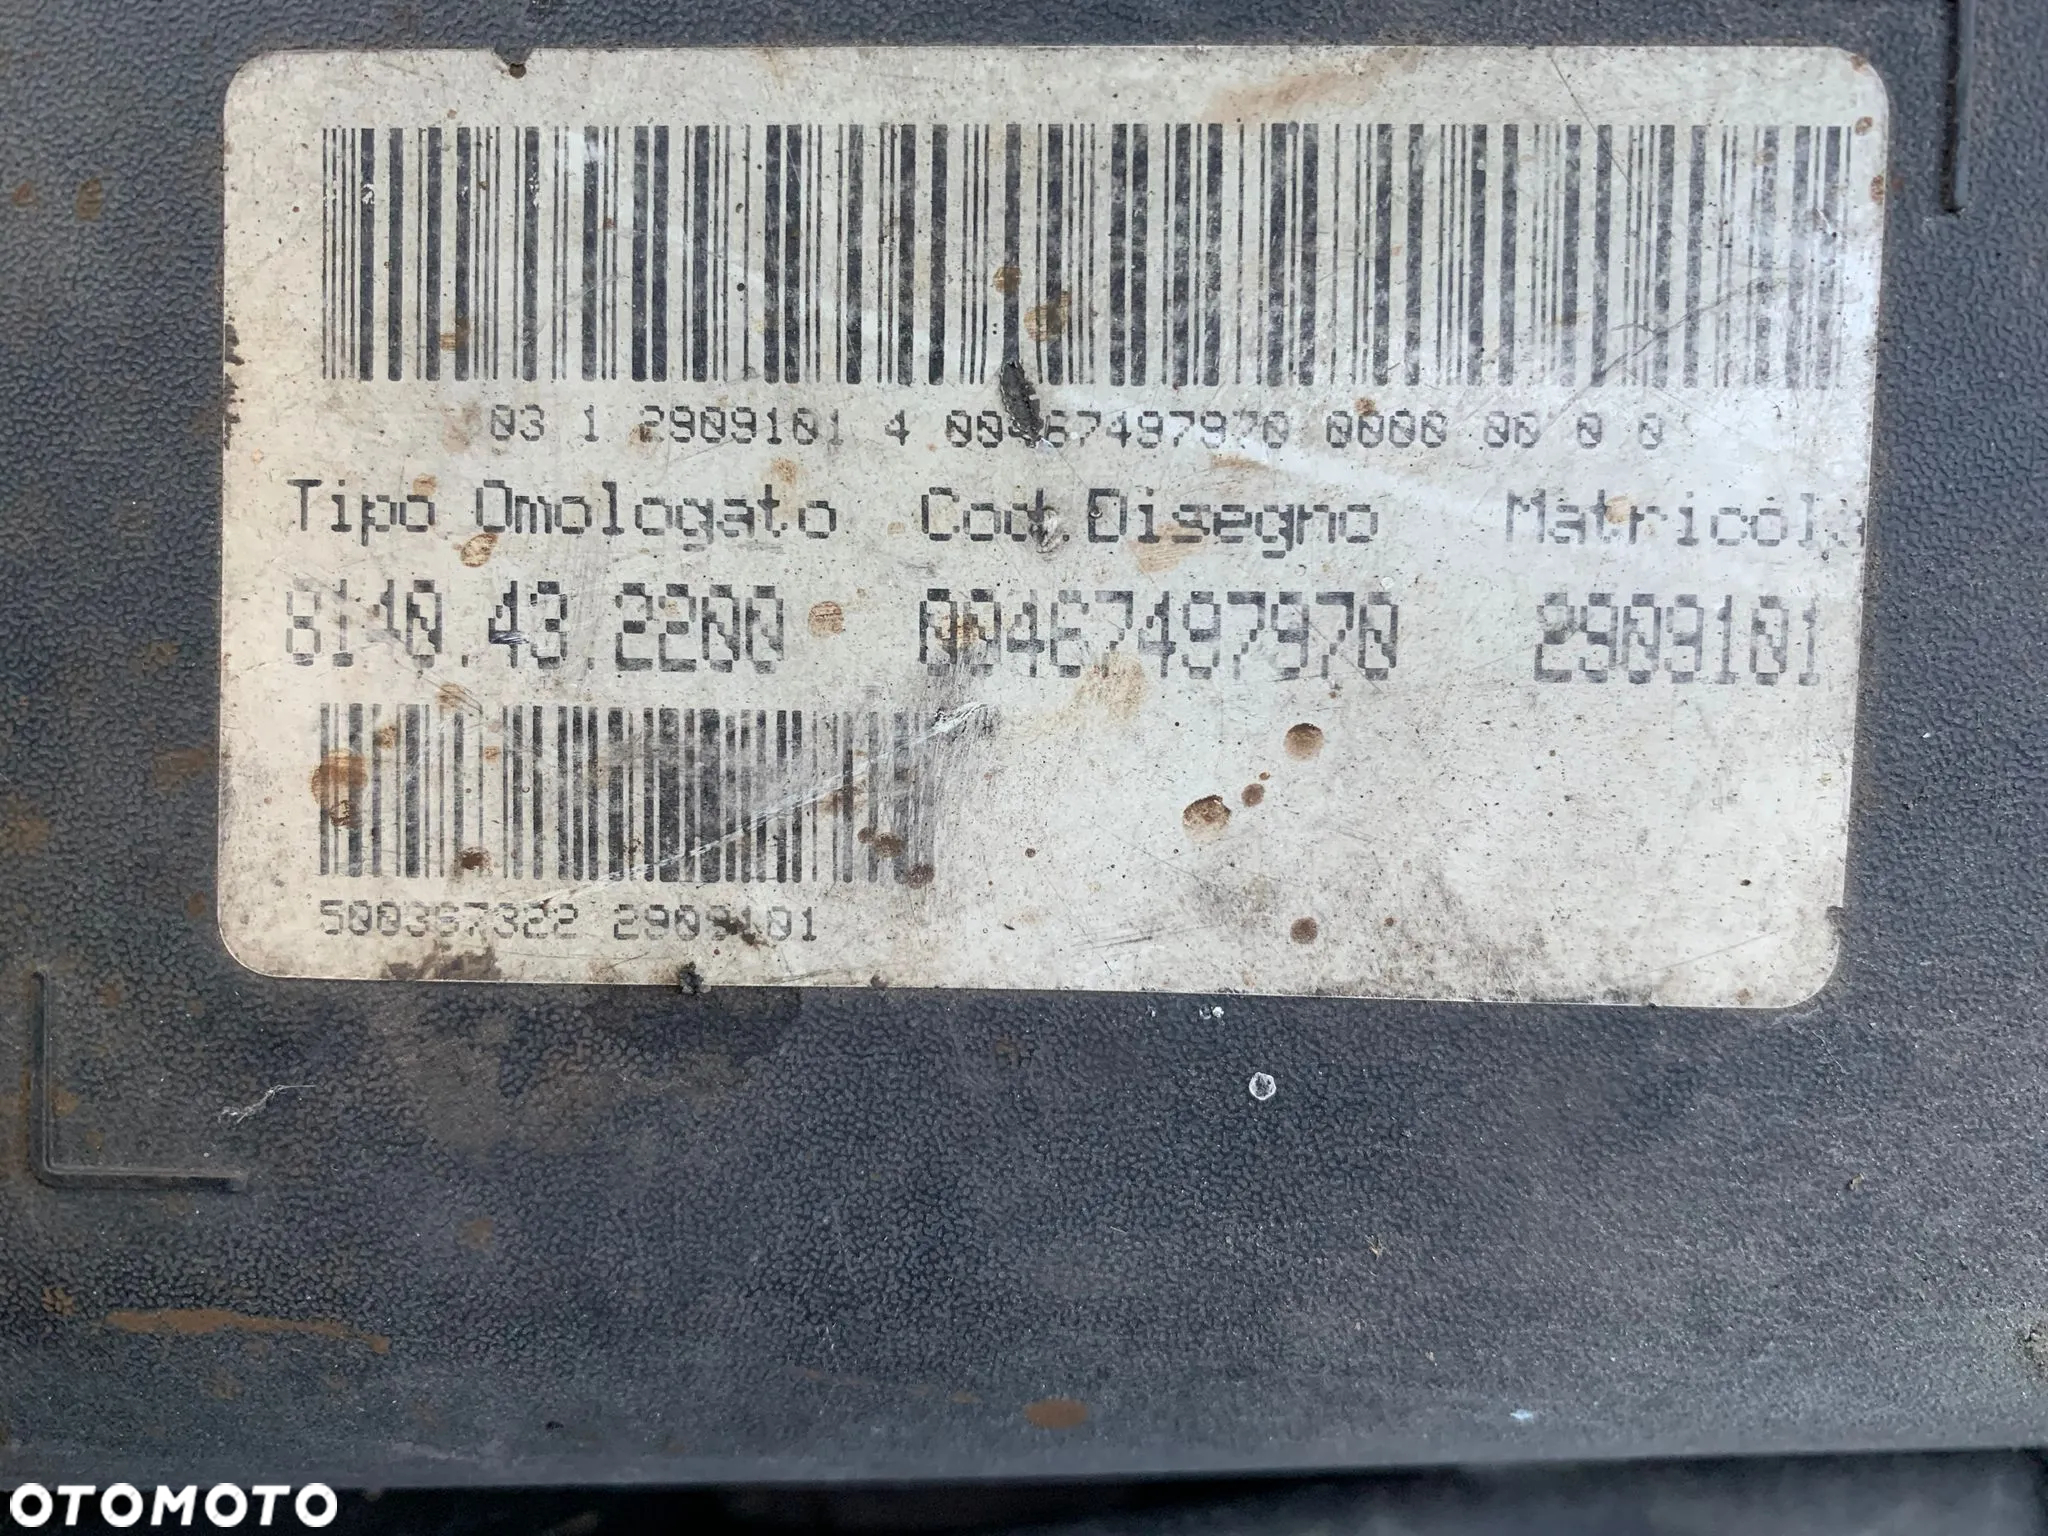 03 1 2909101 4 00467497970 0000 00 0 0
Tipo Omologato Cod.Disegno Matricola
8140.43.2200 00467497970 2909101
500367322 2909101
OTOMOTO